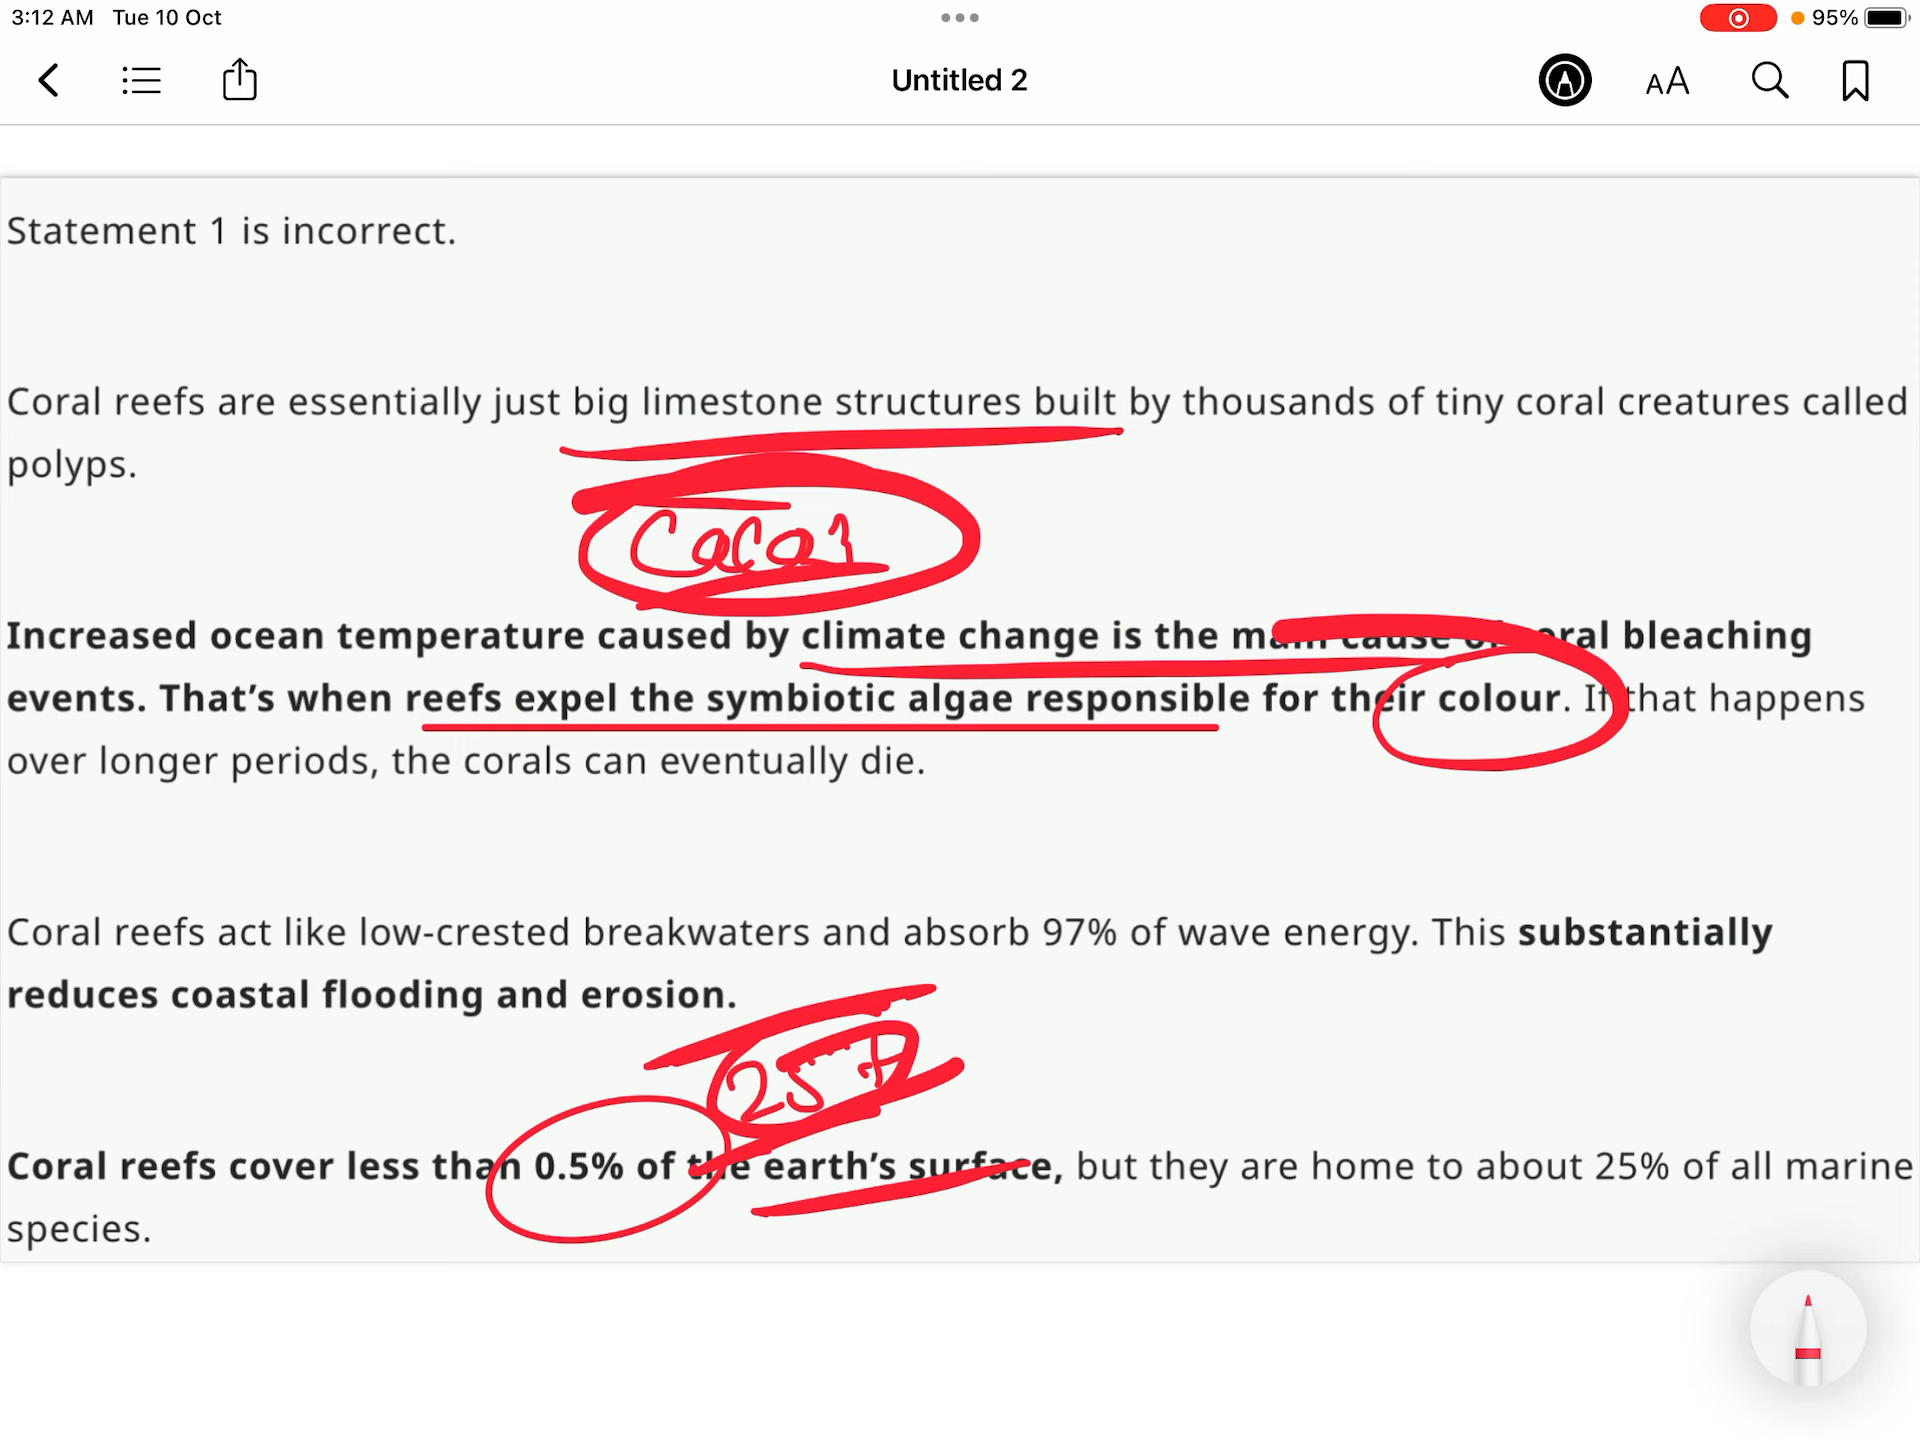 3:12 AM Tue 10 Oct
95%
Untitled 2
AA
Statement 1 is incorrect.
Coral reefs are essentially just big limestone structures built by thousands of tiny coral creatures called
polyps.
CaCO3
Increased ocean temperature caused by climate change is the main cause of coral bleaching
events. That’s when reefs expel the symbiotic algae responsible for their colour. If that happens
over longer periods, the corals can eventually die.
Coral reefs act like low-crested breakwaters and absorb 97% of wave energy. This substantially
reduces coastal flooding and erosion.
25
Coral reefs cover less than 0.5% of the earth’s surface, but they are home to about 25% of all marine
species.